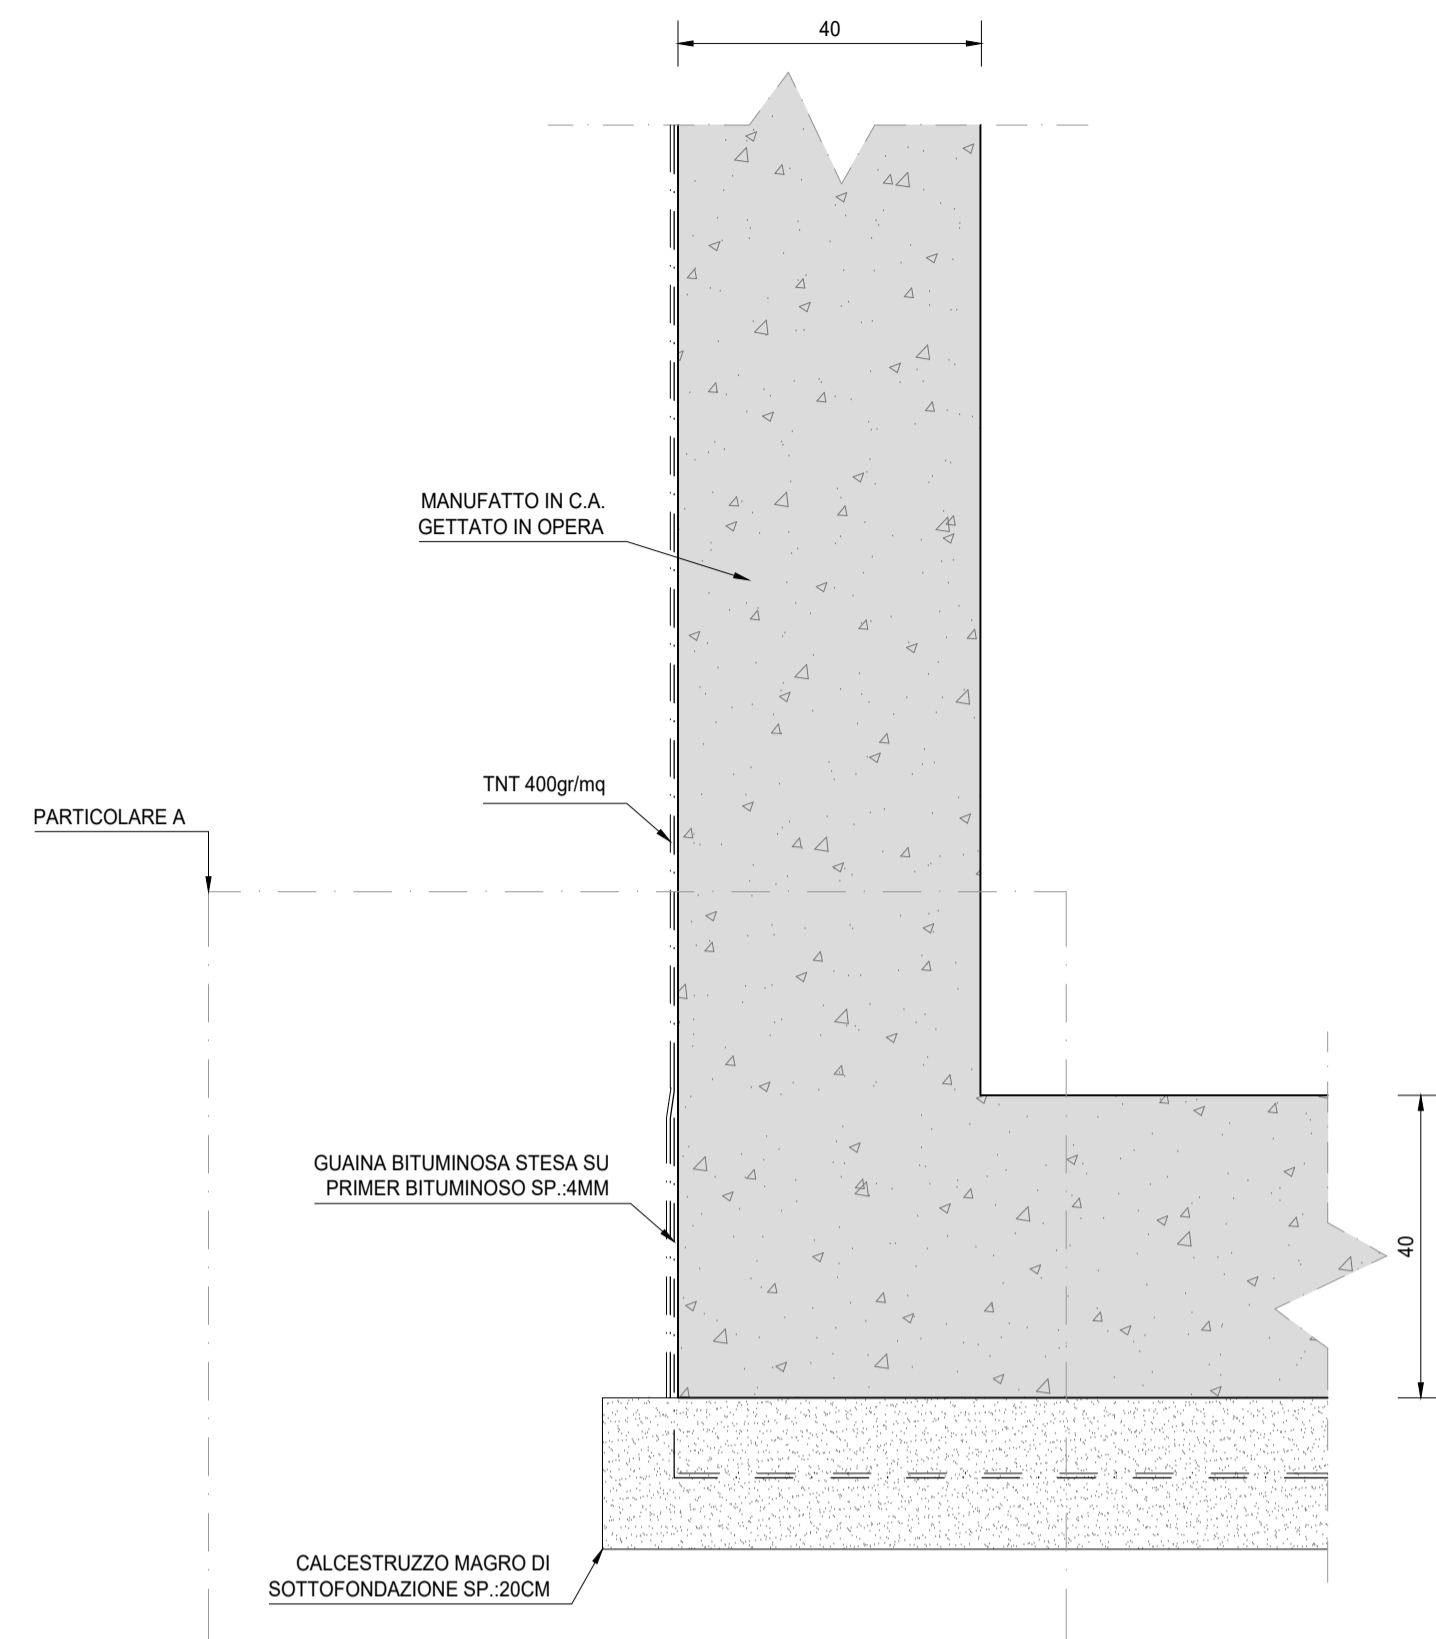 40
MANUFATTO IN C.A.
GETTATO IN OPERA
TNT 400gr/mq
PARTICOLARE A
GUAINA BITUMINOSA STESA SU
PRIMER BITUMINOSO SP.:4MM
40
CALCESTRUZZO MAGRO DI
SOTTOFONDAZIONE SP.:20CM